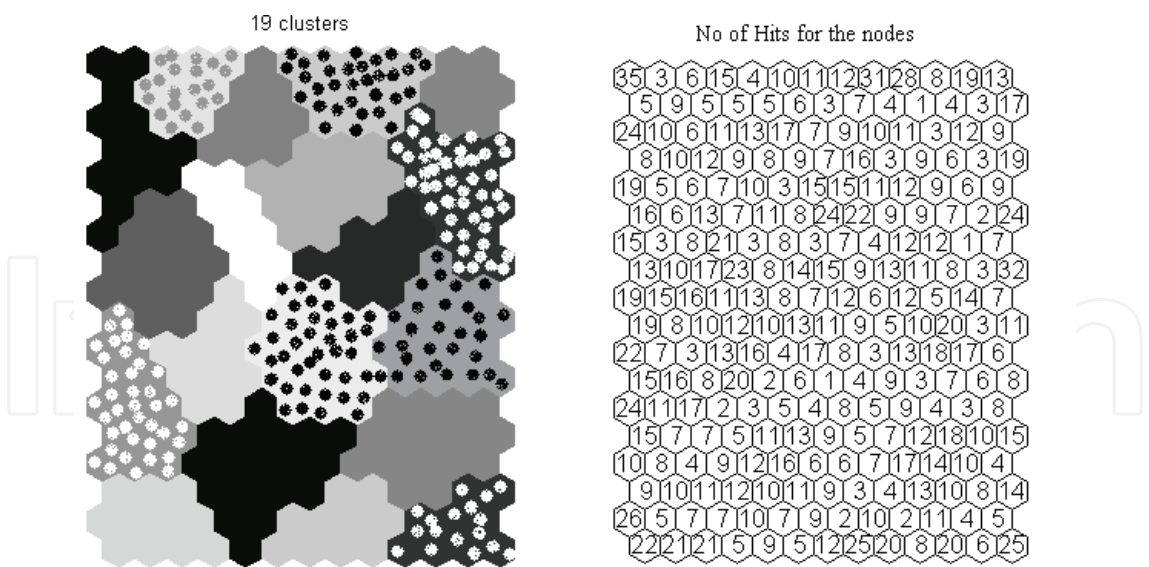 19 clusters
No of Hits for the nodes
35 3 6 15 4 10 11 12 31 28 8 19 13
5 9 5 5 5 6 3 7 4 1 4 3 17
24 10 6 11 13 17 7 9 10 11 3 12 9
8 10 12 9 8 9 7 16 3 9 6 3 19
19 5 6 7 10 3 15 15 11 12 9 6 9
16 6 13 7 11 8 24 22 9 9 7 2 24
15 3 8 21 3 8 3 7 4 12 12 1 7
13 10 17 23 8 14 15 9 13 11 8 3 32
19 15 16 11 13 8 7 12 6 12 5 14 7
19 8 10 12 10 13 11 9 5 10 20 3 11
22 7 3 13 16 4 17 8 3 13 18 17 6
15 16 8 20 2 6 1 4 9 3 7 6 8
24 11 17 2 3 5 4 8 5 9 4 3 8
15 7 7 5 11 13 9 5 7 12 18 10 15
10 8 4 9 12 16 6 6 7 17 14 10 4
9 10 11 12 10 11 9 3 4 13 10 8 14
26 5 7 7 10 7 9 2 10 2 11 4 5
22 21 21 5 9 5 12 25 20 8 20 6 25